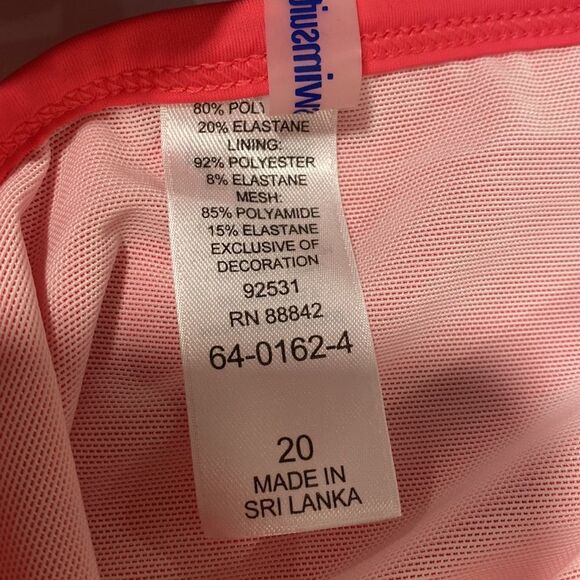 80% POLY
20% ELASTANE
LINING:
92% POLYESTER
8% ELASTANE
MESH:
85% POLYAMIDE
15% ELASTANE
EXCLUSIVE OF
DECORATION
92531
RN 88842
64-0162-4
20
MADE IN
SRI LANKA